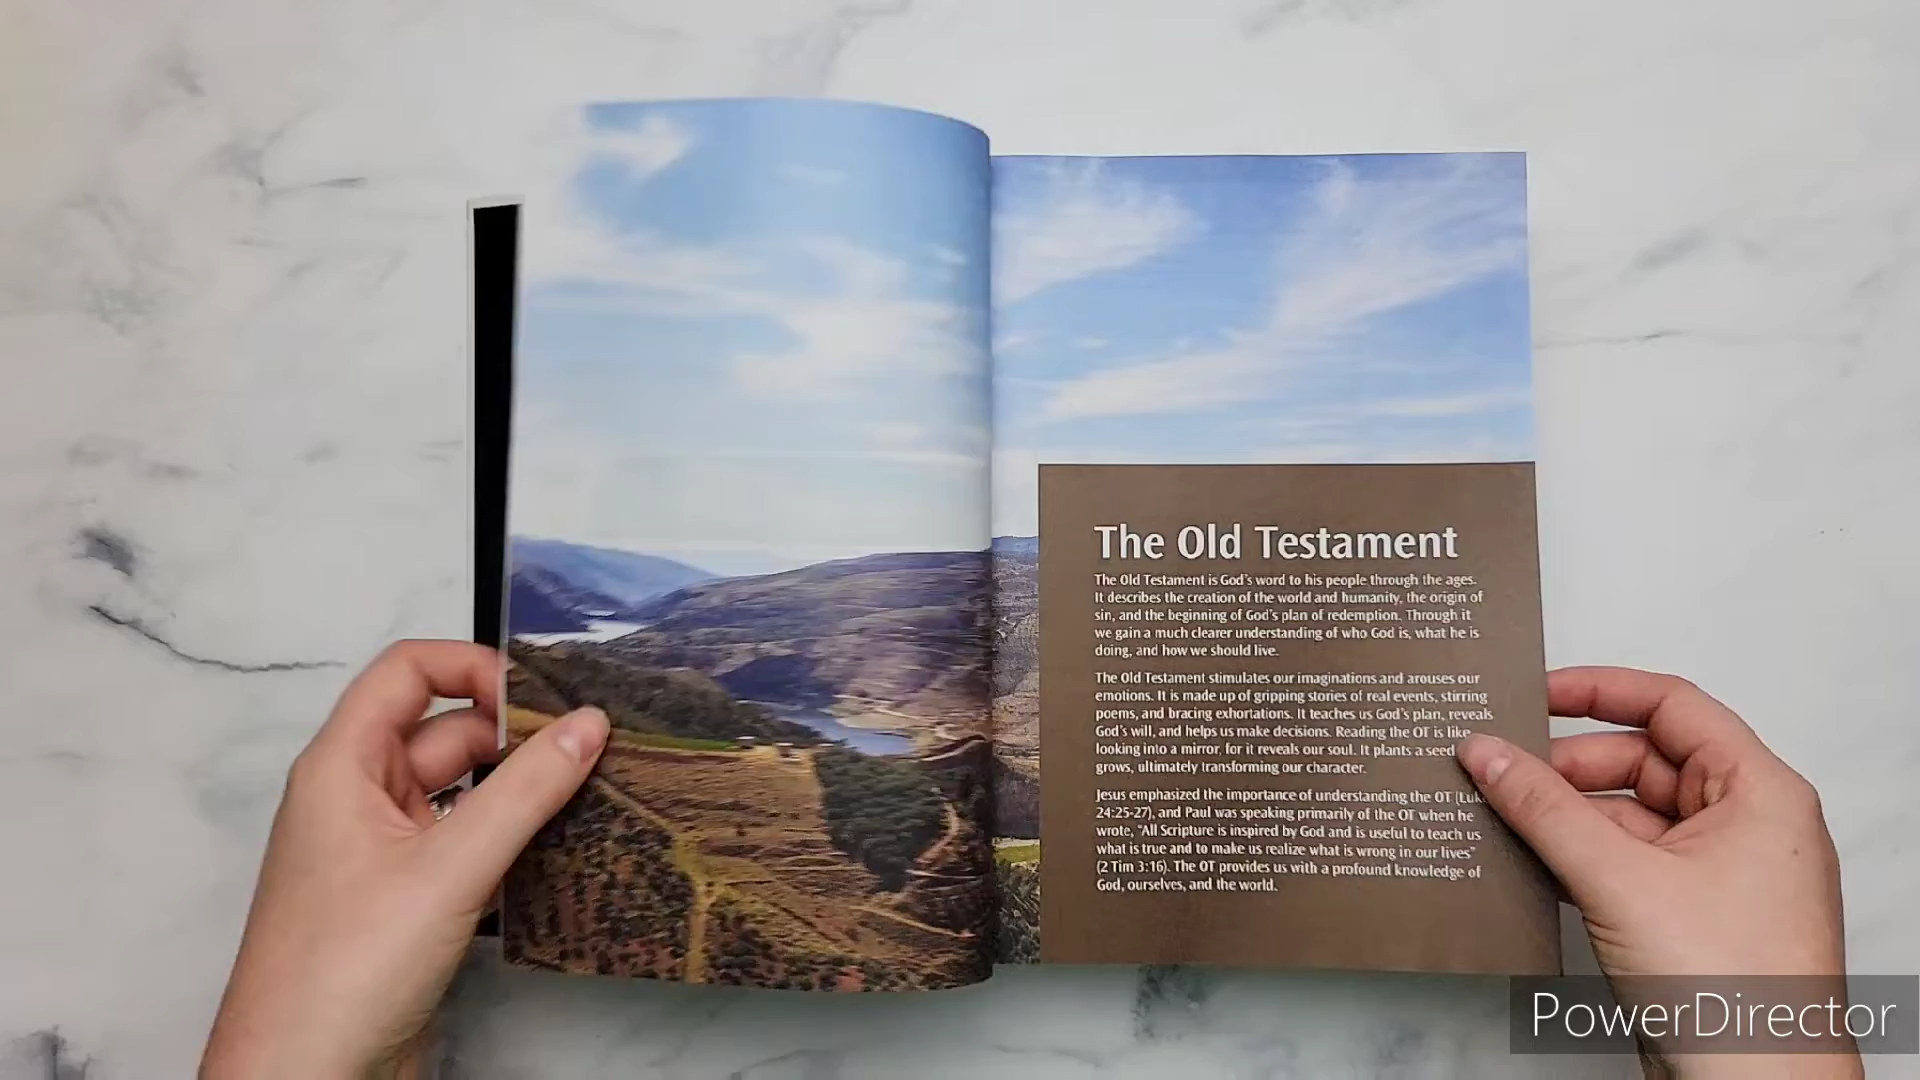 The Old Testament
The Old Testament is God's word to his people through the ages.
It describes the creation of the world and humanity, the origin of
sin, and the beginning of God's plan of redemption. Through it
we gain a much clearer understanding of who God is, what he is
doing, and how we should live.
The Old Testament stimulates our imaginations and arouses our
emotions. It is made up of gripping stories of real events, stirring
poems, and bracing exhortations. It teaches us God's plan, reveals
God's will, and helps us make decisions. Reading the OT is like
looking into a mirror, for it reveals our soul. It plants a seed
grows, ultimately transforming our character.
Jesus emphasized the importance of understanding the OT (Luk
24:25-27), and Paul was speaking primarily of the OT when he
wrote, "All Scripture is inspired by God and is useful to teach us
what is true and to make us realize what is wrong in our lives"
(2 Tim 3:16). The OT provides us with a profound knowledge of
God, ourselves, and the world.
PowerDirector